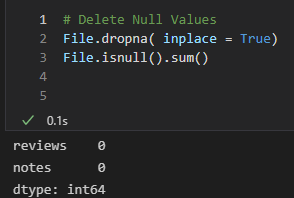 1 # Delete Null Values
2 File.dropna( inplace = True)
3 File.isnull().sum()
4
5
✓ 0.1s
reviews 0
notes 0
dtype: int64